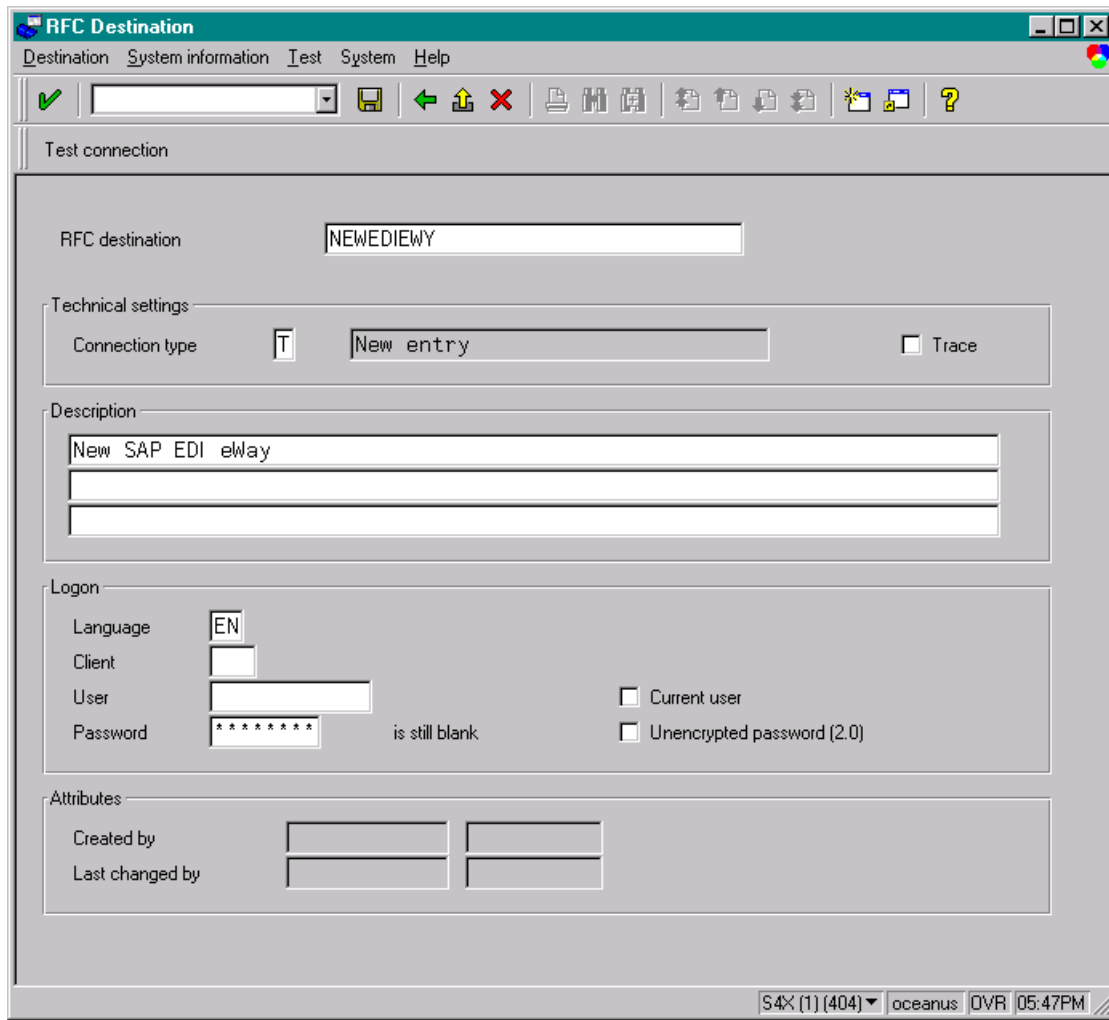 RFC Destination
Destination System information Test System Help
Test connection
RFC destination NEWEDIEWY
Technical settings
Connection type T New entry Trace
Description
New SAP EDI eWay
Logon
Language EN
Client
User Current user
Password ******** is still blank Unencrypted password (2.0)
Attributes
Created by
Last changed by
S4X (1) (404) oceanus OVR 05:47PM